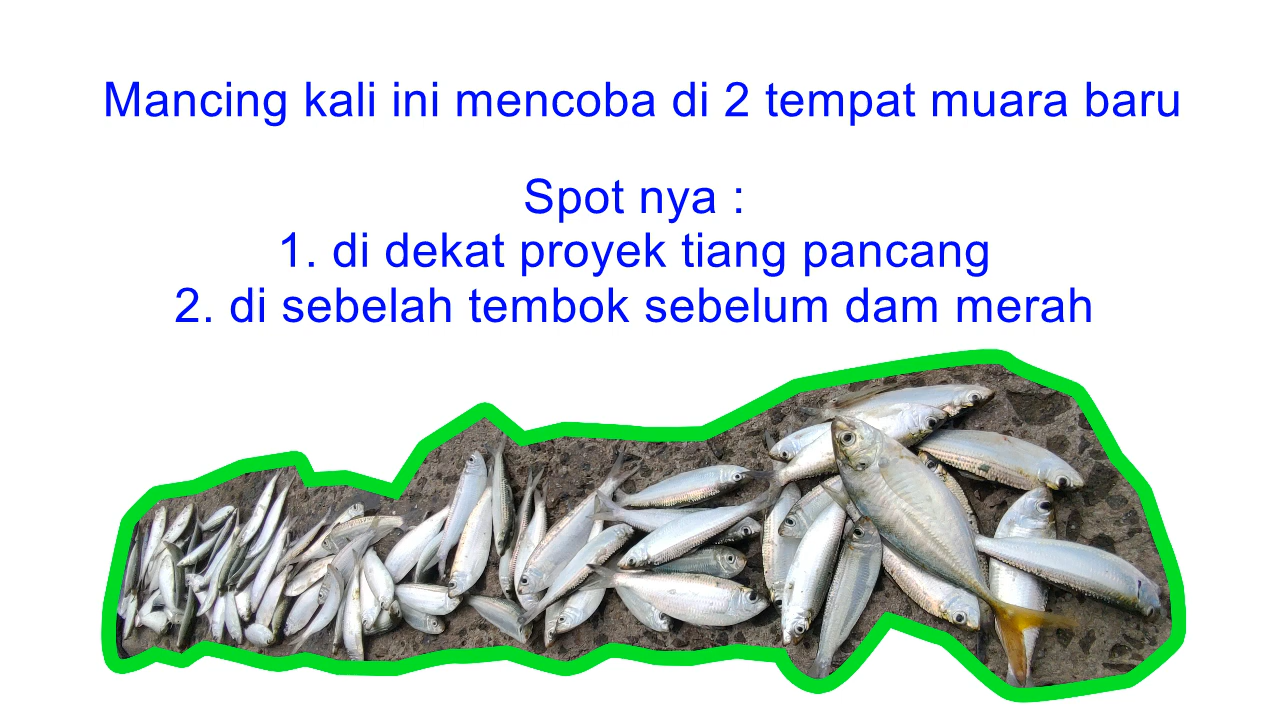 Mancing kali ini mencoba di 2 tempat muara baru
Spot nya :
1. di dekat proyek tiang pancang
2. di sebelah tembok sebelum dam merah